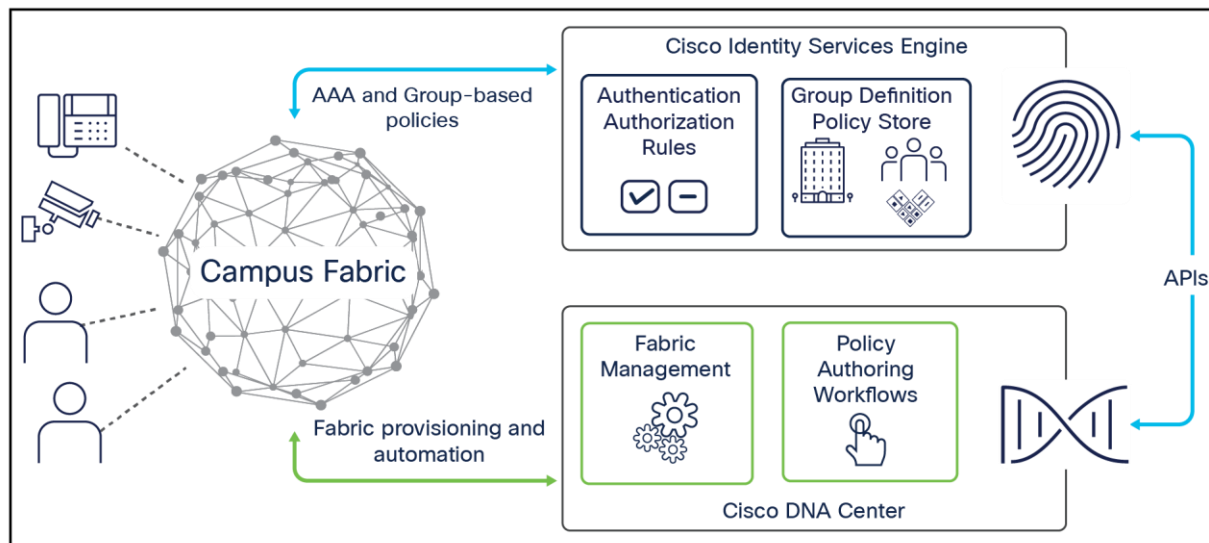 Cisco Identity Services Engine
AAA and Group-based
policies
Authentication
Authorization
Rules
Group Definition
Policy Store
Campus Fabric
APIs
Fabric
Management
Policy
Authoring
Workflows
Fabric provisioning and
automation
Cisco DNA Center